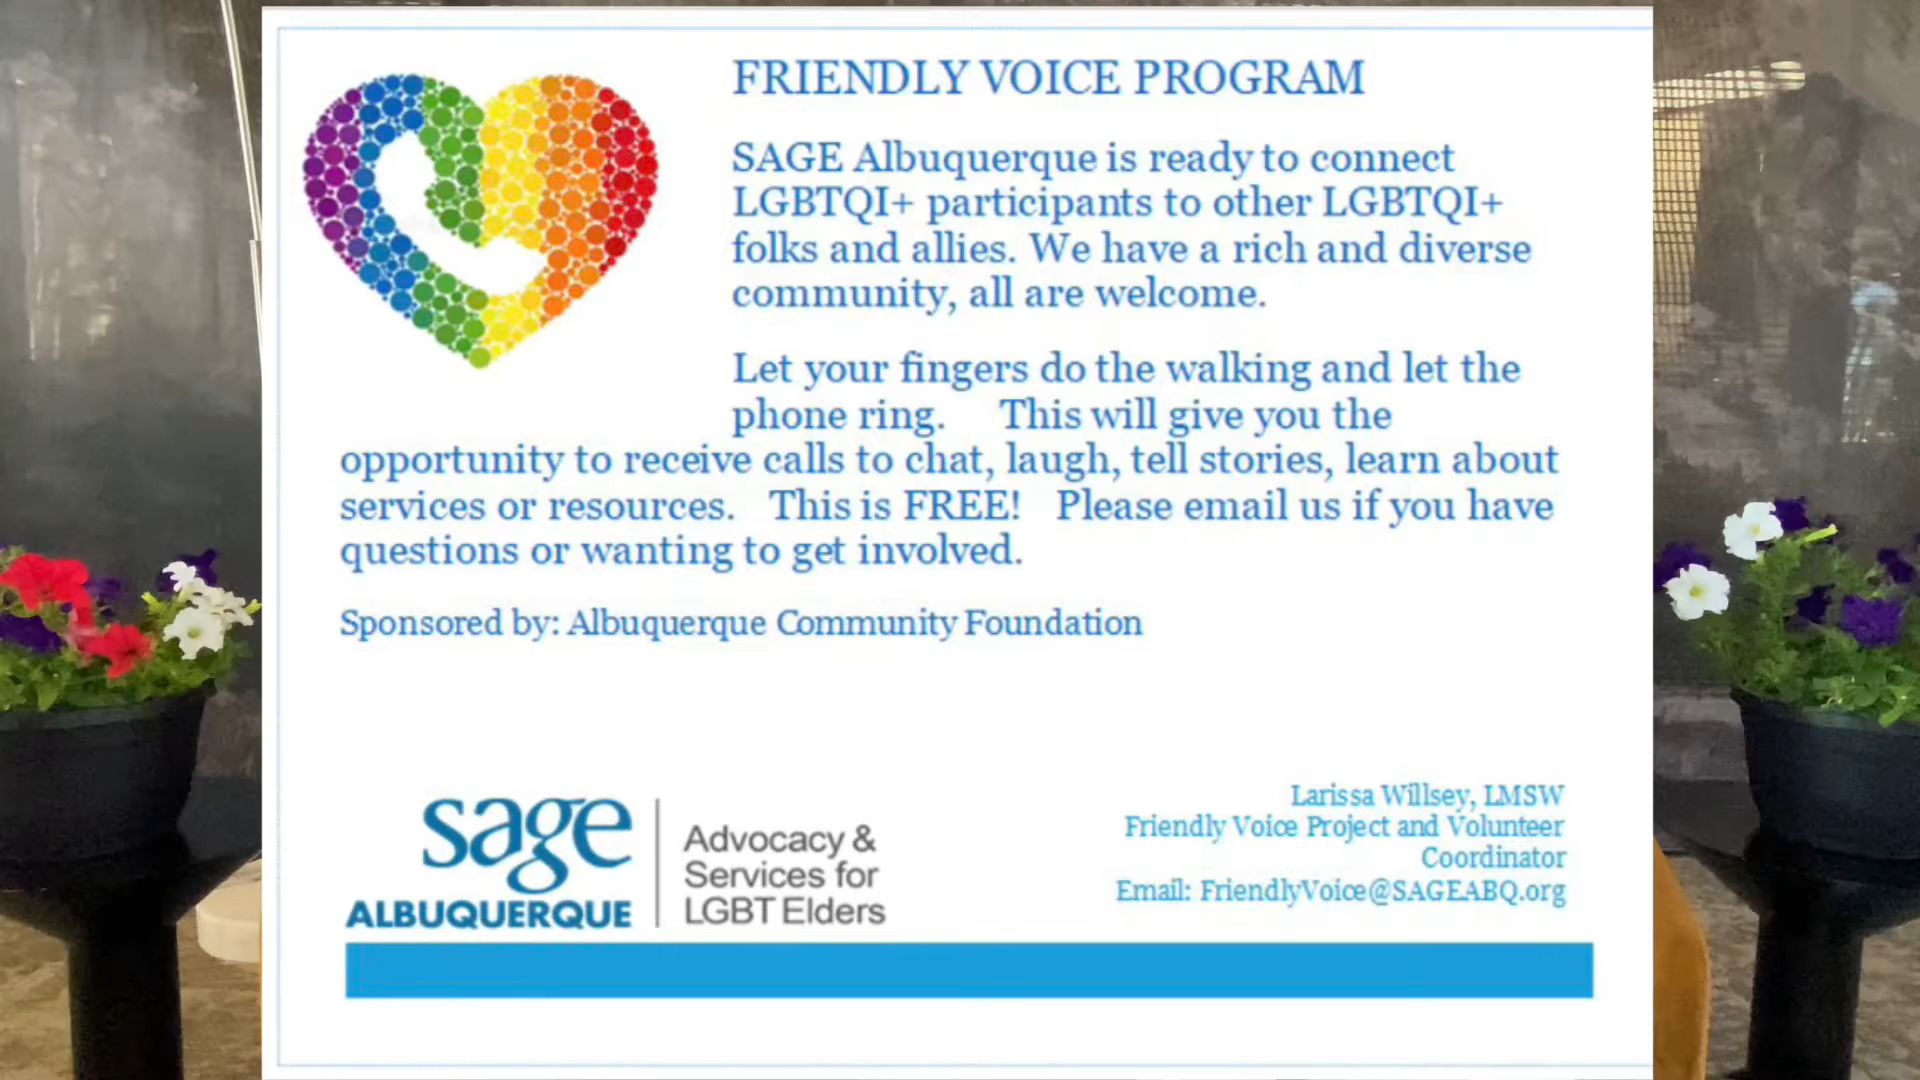 FRIENDLY VOICE PROGRAM
SAGE Albuquerque is ready to connect
LGBTQI+ participants to other LGBTQI+
folks and allies. We have a rich and diverse
community, all are welcome.
Let your fingers do the walking and let the
phone ring. This will give you the
opportunity to receive calls to chat, laugh, tell stories, learn about
services or resources. This is FREE! Please email us if you have
questions or wanting to get involved.
Sponsored by: Albuquerque Community Foundation
sage
ALBUQUERQUE
Advocacy &
Services for
LGBT Elders
Larissa Willsey, LMSW
Friendly Voice Project and Volunteer
Coordinator
Email: FriendlyVoice@SAGEABQ.org